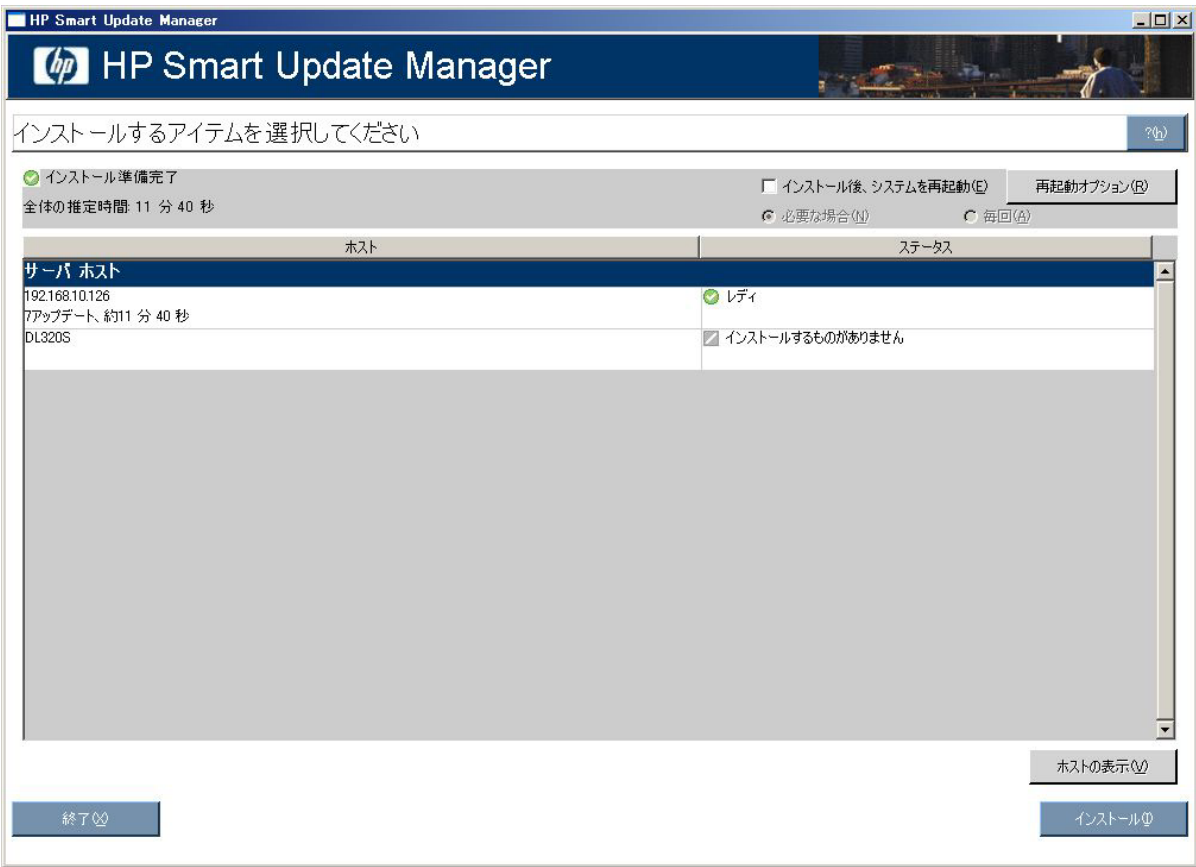 HP Smart Update Manager
hp HP Smart Update Manager
インストールするアイテムを選択してください
?(h)
インストール準備完了
インストール後、システムを再起動(E)
再起動オプション(R)
全体の推定時間: 11 分 40 秒
必要な場合(N)
毎回(A)
ホスト
ステータス
サーバ ホスト
192.168.10.126
レディ
7アップデート、約11 分 40 秒
DL320S
インストールするものがありません
ホストの表示(V)
終了(X)
インストール(I)